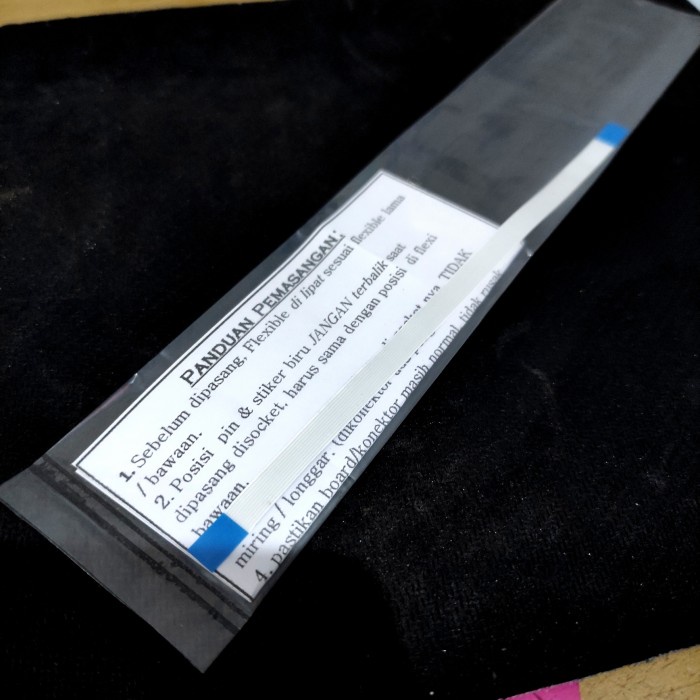 PANDUAN PEMASANGAN:
1. Sebelum dipasang, Flexible di lipat sesuai flexible lama
/ bawaan.
2. Posisi pin & stiker biru JANGAN terbalik saat
dipasang disocket. harus sama dengan posisi di flexi
bawaan.
nya TIDAK
miring / longgar.
4. pastikan board/konektor masih normal tidak rusak